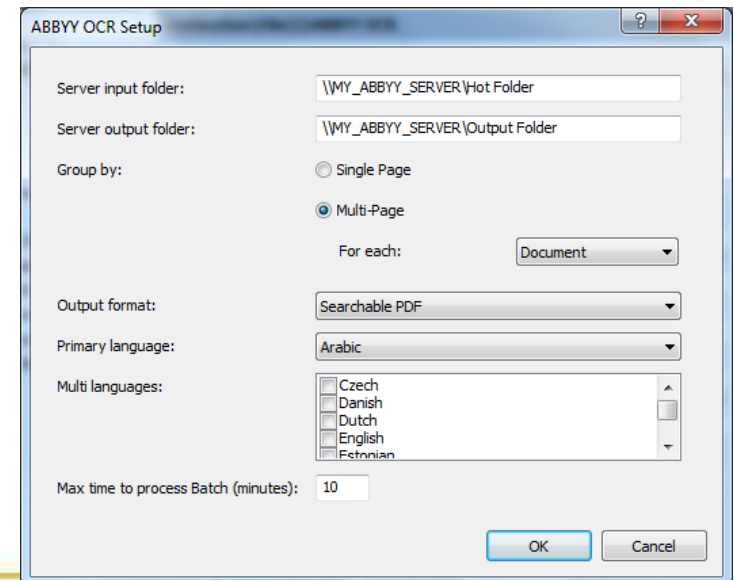 ABBYY OCR Setup
Server input folder: \\MY_ABBYY_SERVER\Hot Folder
Server output folder: \\MY_ABBYY_SERVER\Output Folder
Group by: Single Page
Multi-Page
For each: Document
Output format: Searchable PDF
Primary language: Arabic
Multi languages: Czech
Danish
Dutch
English
Estonian
Max time to process Batch (minutes): 10
OK Cancel